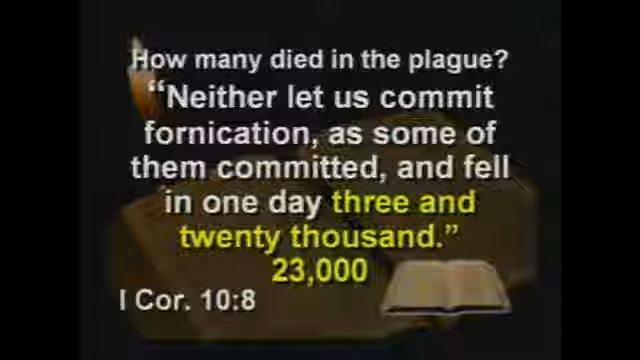 How many died in the plague?
“Neither let us commit
fornication, as some of
them committed, and fell
in one day three and
twenty thousand.”
23,000
I Cor. 10:8